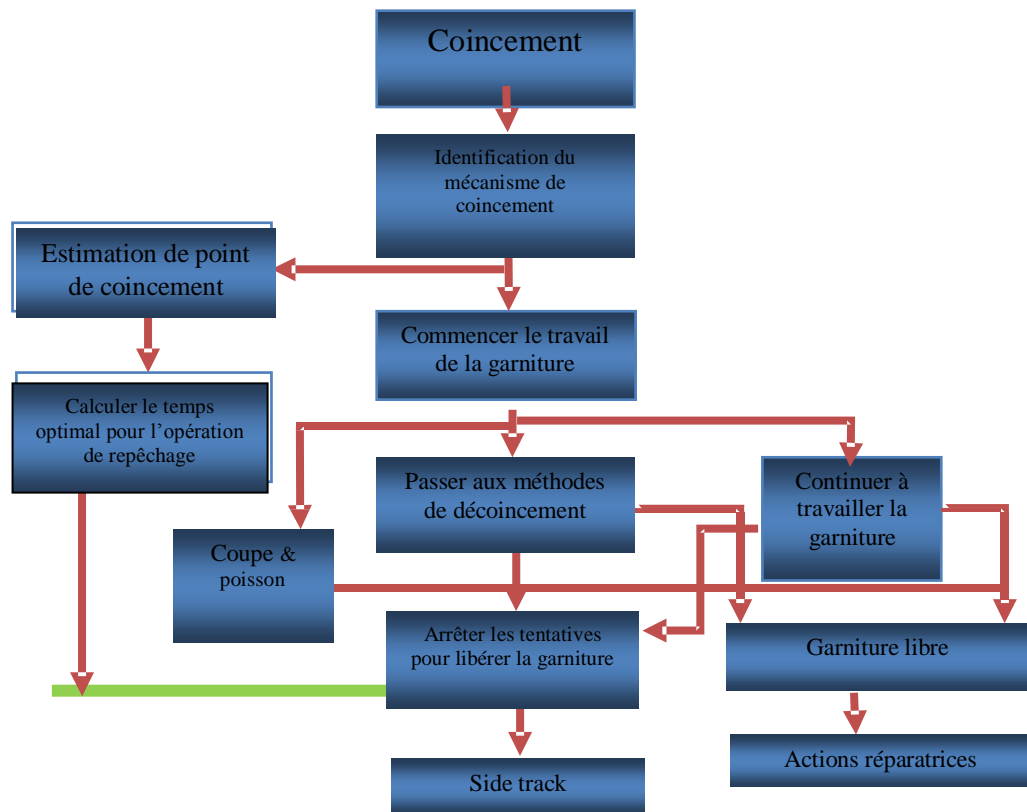 Coincement
Identification du
mécanisme de
coincement
Estimation de point
de coincement
Commencer le travail
de la garniture
Calculer le temps
optimal pour l’opération
de repêchage
Passer aux méthodes
de décoincement
Continuer à
travailler la
garniture
Coupe &
poisson
Arrêter les tentatives
pour libérer la garniture
Garniture libre
Side track
Actions réparatrices